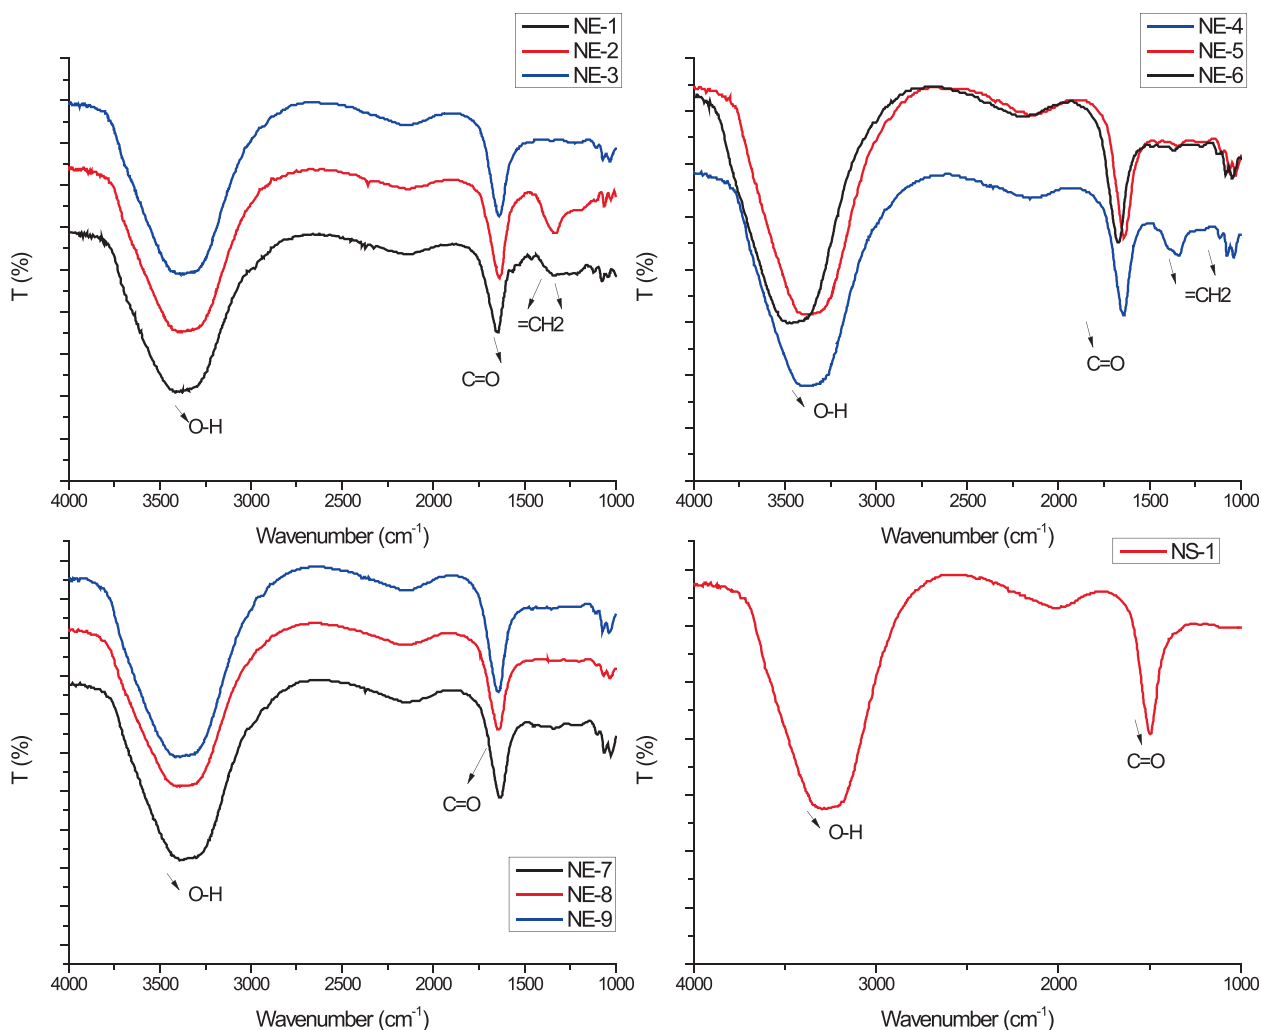 NE-1
NE-2
NE-3
T (%)
=CH2
C=O
O-H
4000 3500 3000 2500 2000 1500 1000
Wavenumber (cm-1)
NE-4
NE-5
NE-6
T (%)
=CH2
C=O
O-H
4000 3500 3000 2500 2000 1500 1000
Wavenumber (cm-1)
T (%)
C=O
O-H
NE-7
NE-8
NE-9
4000 3500 3000 2500 2000 1500 1000
Wavenumber (cm-1)
NS-1
T (%)
C=O
O-H
4000 3000 2000 1000
Wavenumber (cm-1)